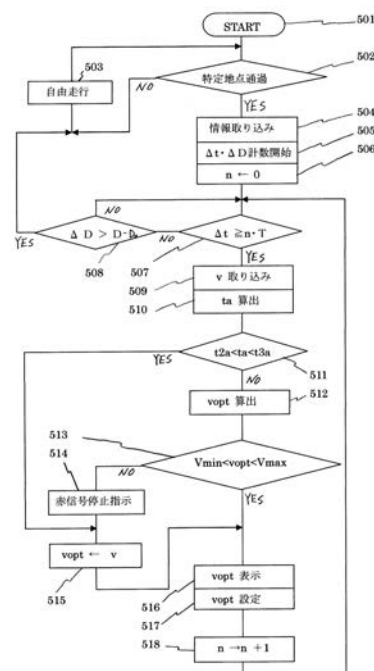 START
501
502
503
特定地点通過
自由走行
NO
YES
504
情報取り込み
505
Δt・ΔD計数開始
506
n ← 0
NO
YES
NO
Δ D > D-D₀
Δt ≧n・T
507
508
YES
509
v 取り込み
510
ta 算出
YES
t2a<ta<t3a
511
NO
512
vopt 算出
513
514
NO
Vmin<vopt<Vmax
赤信号停止指示
YES
vopt ← v
515
vopt 表示
516
vopt 設定
517
518
n →n +1